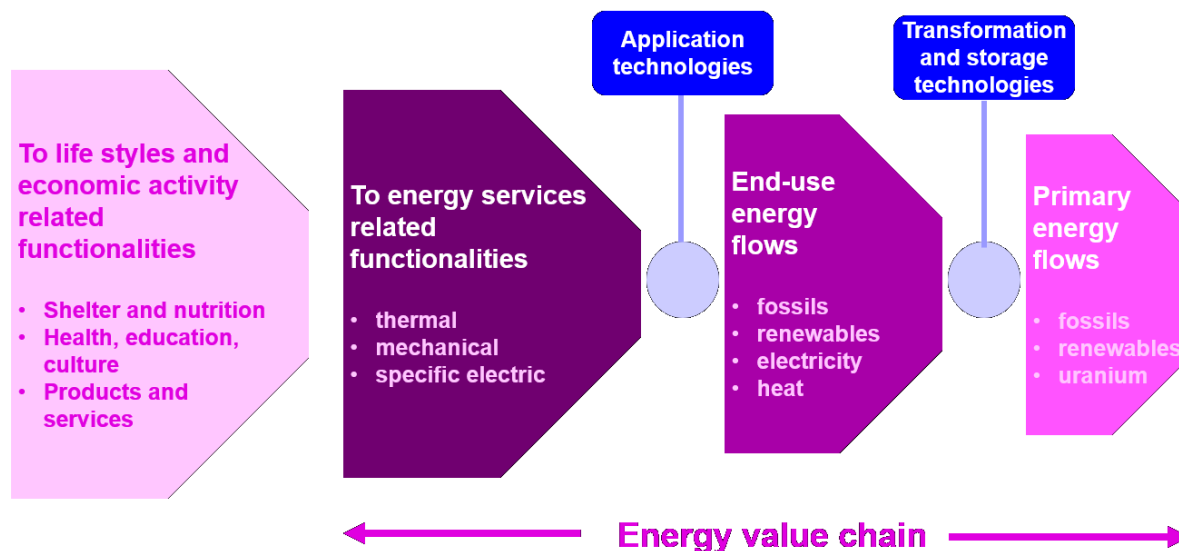 Application
technologies
Transformation
and storage
technologies
To life styles and
economic activity
related
functionalities
• Shelter and nutrition
• Health, education,
culture
• Products and
services
To energy services
related
functionalities
• thermal
• mechanical
• specific electric
End-use
energy
flows
• fossils
• renewables
• electricity
• heat
Primary
energy
flows
• fossils
• renewables
• uranium
Energy value chain